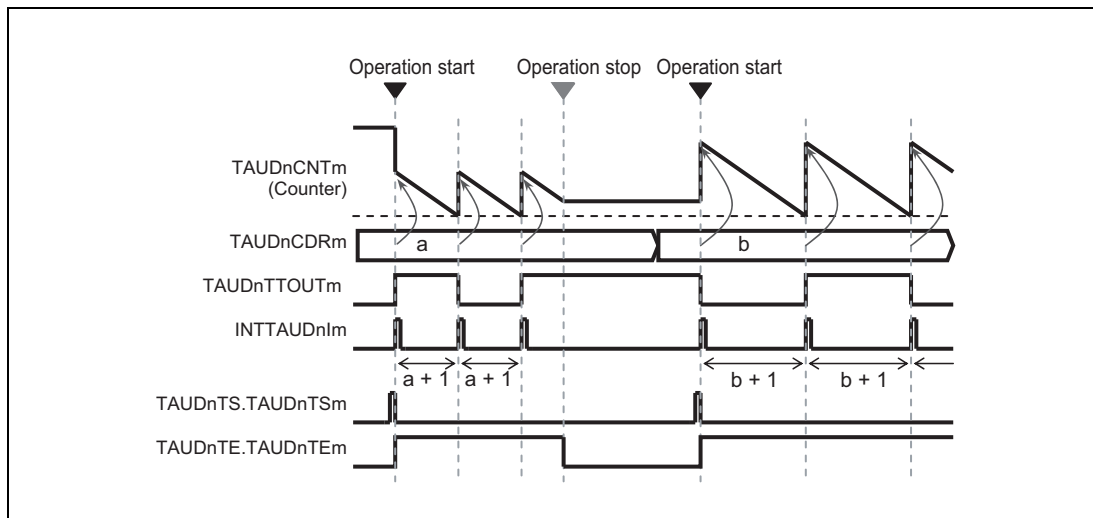 Operation start
Operation stop
Operation start
TAUDnCNTm
(Counter)
TAUDnCDRm
a
b
TAUDnTTOUTm
INTTAUDnIm
a + 1
a + 1
b + 1
b + 1
TAUDnTS.TAUDnTSm
TAUDnTE.TAUDnTEm